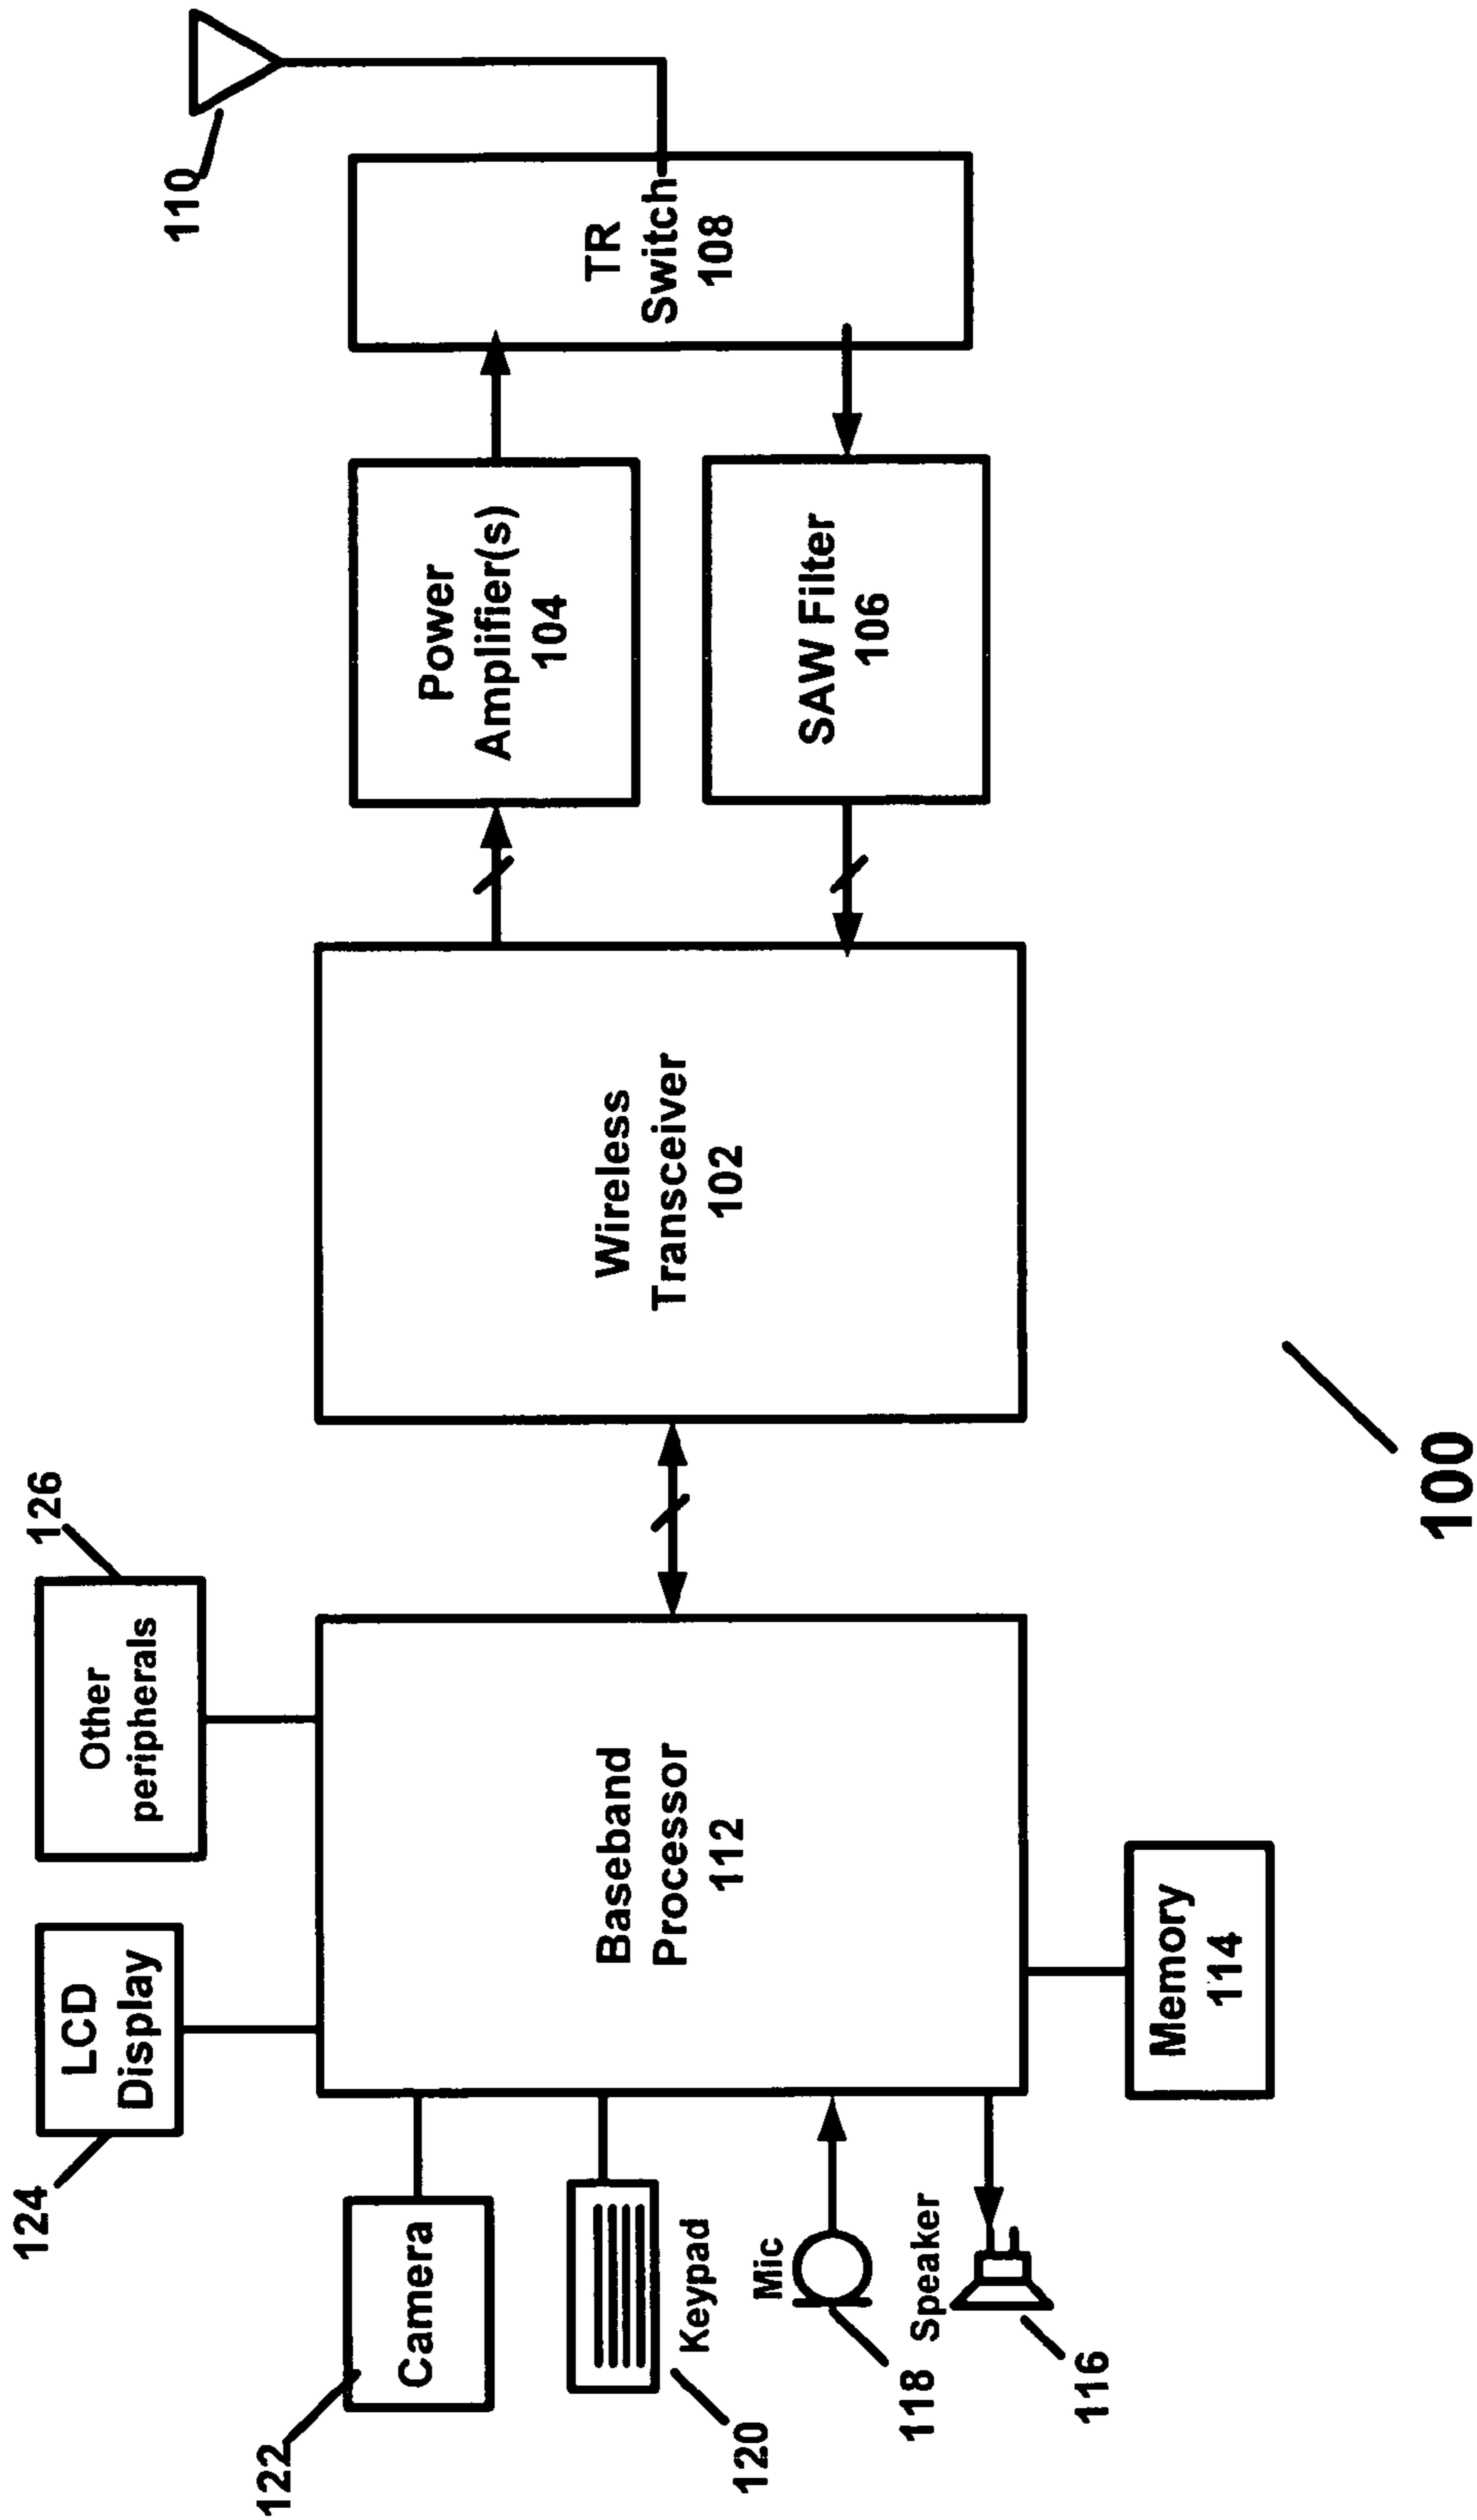 124
LCD
Display
126
Other
peripherals
110
122
Camera
120
Keypad
Mic
118
Speaker
116
Baseband
Processor
112
Memory
114
Wireless
Transceiver
102
Power
Amplifier(s)
104
SAW Filter
106
TR
Switch
108
100